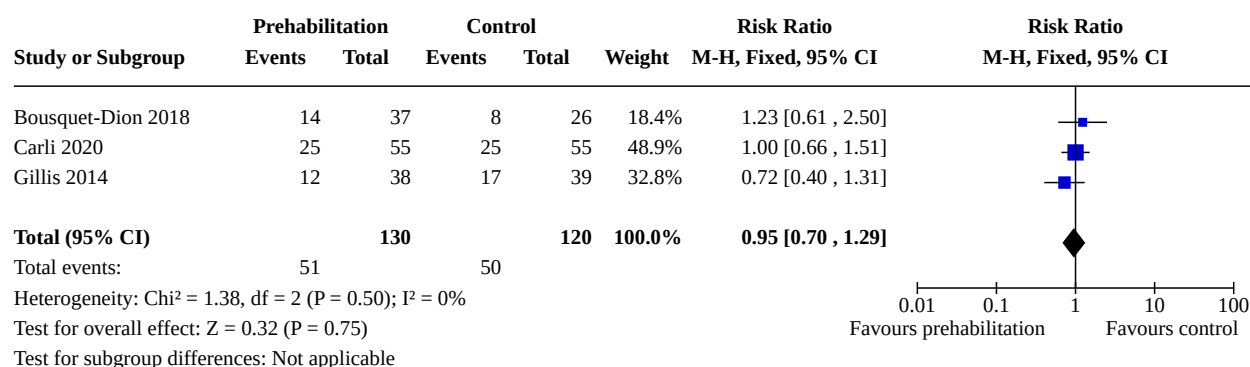 Prehabilitation Control Risk Ratio Risk Ratio
Study or Subgroup Events Total Events Total Weight M-H, Fixed, 95% CI M-H, Fixed, 95% CI
Bousquet-Dion 2018 14 37 8 26 18.4% 1.23 [0.61 , 2.50]
Carli 2020 25 55 25 55 48.9% 1.00 [0.66 , 1.51]
Gillis 2014 12 38 17 39 32.8% 0.72 [0.40 , 1.31]
Total (95% CI) 130 120 100.0% 0.95 [0.70 , 1.29]
Total events: 51 50
Heterogeneity: Chi² = 1.38, df = 2 (P = 0.50); I² = 0%
0.01 0.1 1 10 100
Test for overall effect: Z = 0.32 (P = 0.75) Favours prehabilitation Favours control
Test for subgroup differences: Not applicable